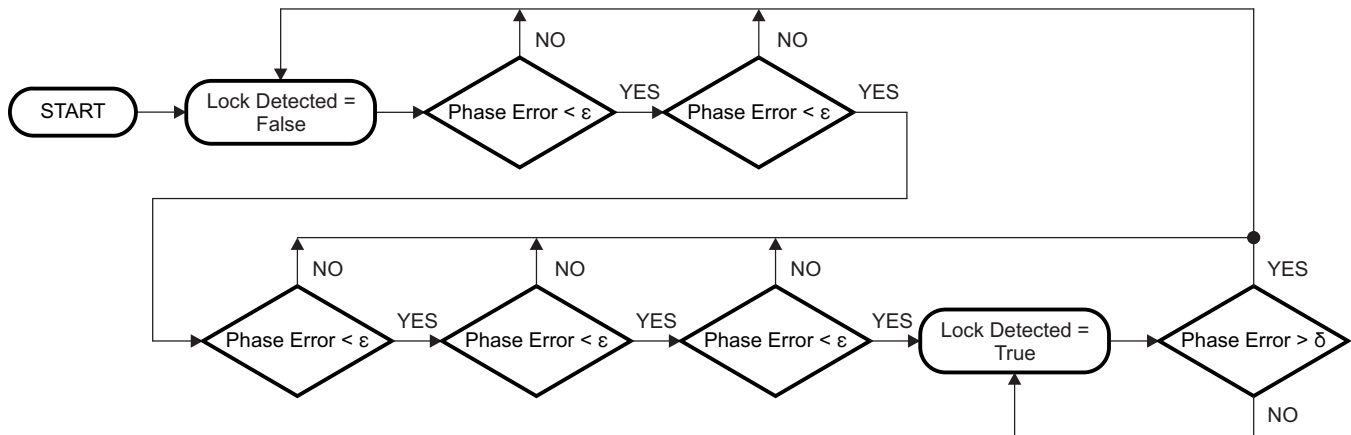 NO
NO
START
Lock Detected =
False
Phase Error < ε
YES
Phase Error < ε
YES
NO
NO
NO
YES
Phase Error < ε
YES
Phase Error < ε
YES
Phase Error < ε
YES
Lock Detected =
True
Phase Error > δ
NO